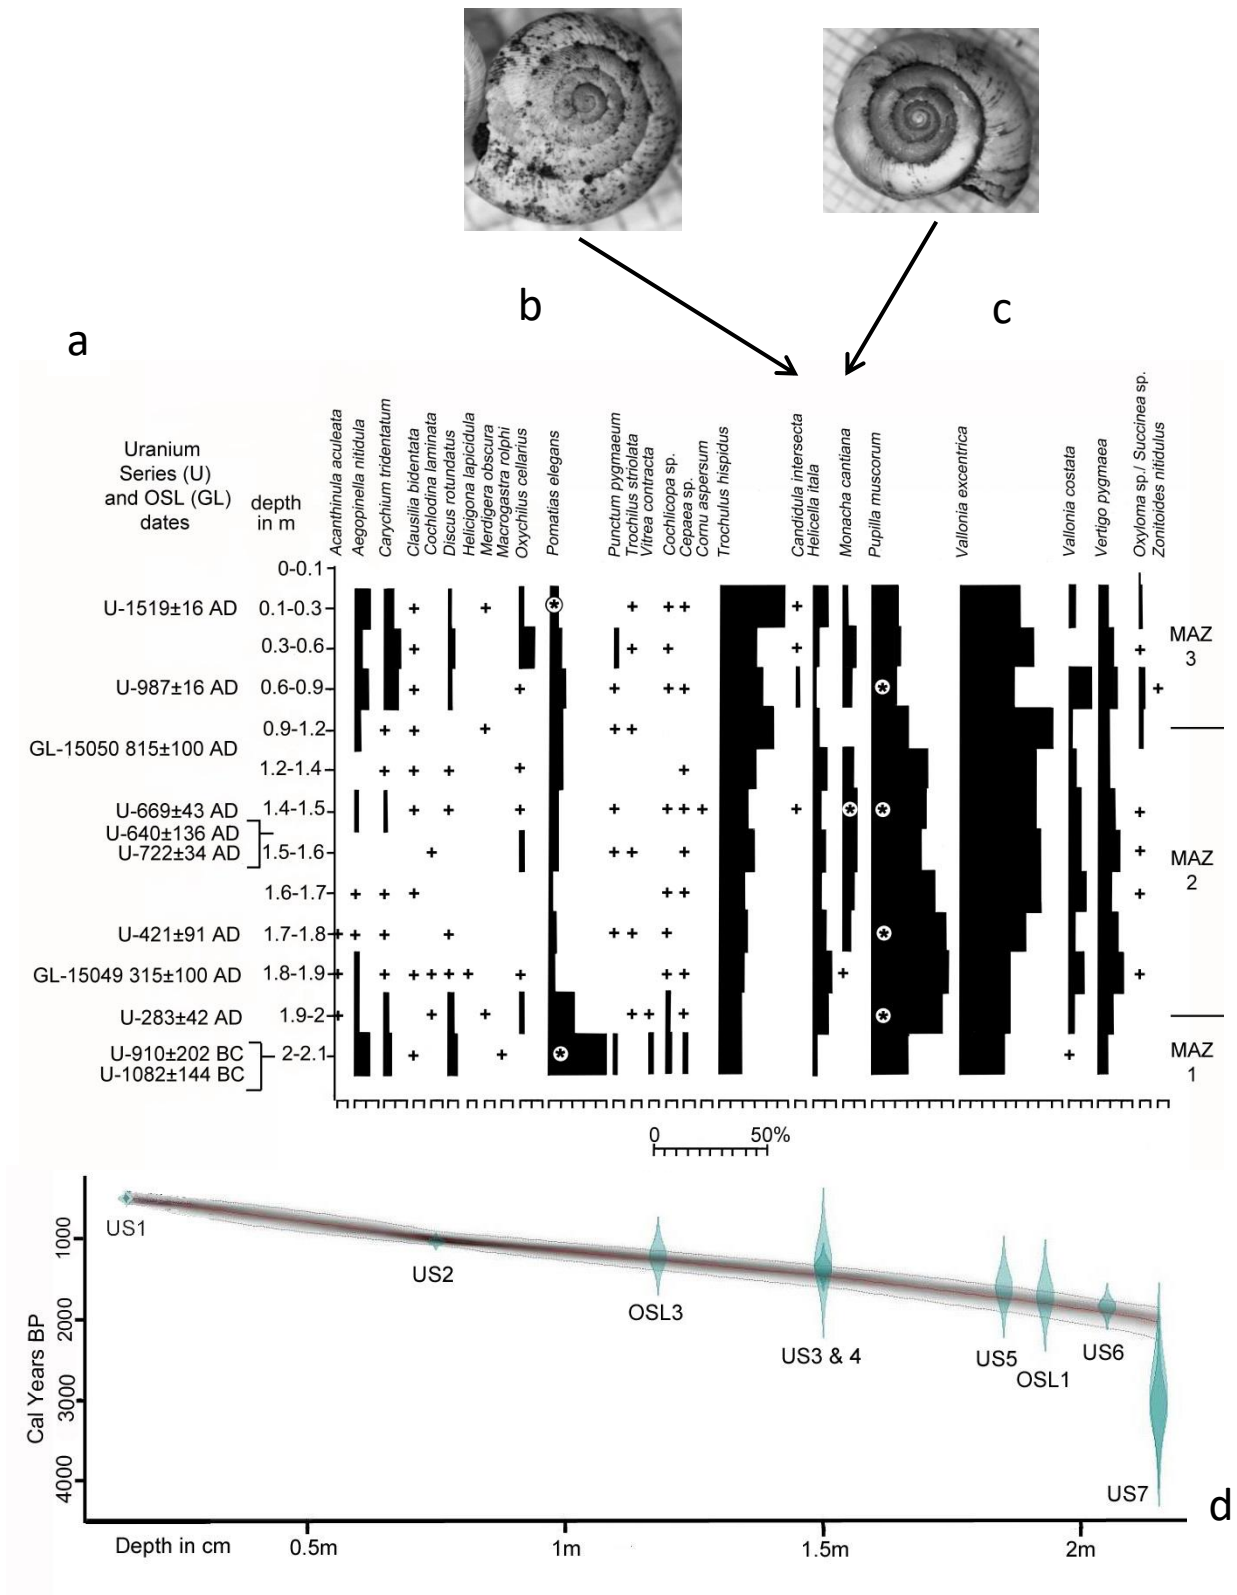 b
c
a
Uranium
Series (U)
and OSL (GL)
dates
depth
in m
Acanthinula aculeata
Aegopinella nitidula
Carychium tridentatum
Clausilia bidentata
Cochlodina laminata
Discus rotundatus
Helicigona lapicidula
Merdigera obscura
Macrogastra rolphi
Oxychilus cellarius
Pomatias elegans
Punctum pygmaeum
Trochilus striolata
Vitrea contracta
Cochlicopa sp.
Cepaea sp.
Cornu aspersum
Trochulus hispidus
Candidula intersecta
Helicella itala
Monacha cantiana
Pupilla muscorum
Vallonia excentrica
Vallonia costata
Vertigo pygmaea
Oxyloma sp./ Succinea sp.
Zonitoides nitidulus
0-0.1
U-1519±16 AD 0.1-0.3
0.3-0.6
MAZ
3
U-987±16 AD 0.6-0.9
0.9-1.2
GL-15050 815±100 AD
1.2-1.4
U-669±43 AD 1.4-1.5
U-640±136 AD
U-722±34 AD 1.5-1.6
MAZ
2
1.6-1.7
U-421±91 AD 1.7-1.8
GL-15049 315±100 AD 1.8-1.9
U-283±42 AD 1.9-2
U-910±202 BC 2-2.1
U-1082±144 BC
MAZ
1
0 50%
US1
US2
OSL3
US3 & 4
US5
OSL1
US6
US7
Cal Years BP
1000
2000
3000
4000
d
Depth in cm 0.5m 1m 1.5m 2m